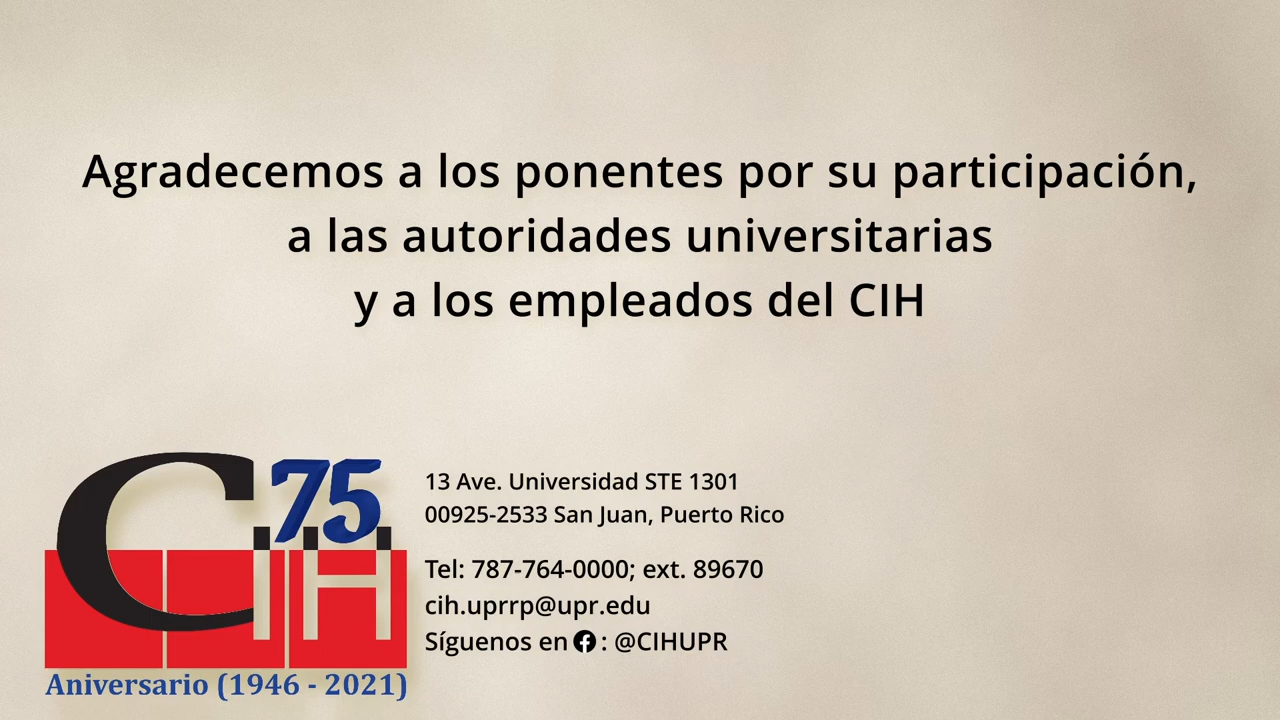 Agradecemos a los ponentes por su participación,
a las autoridades universitarias
y a los empleados del CIH
75
CIH
Aniversario (1946 - 2021)
13 Ave. Universidad STE 1301
00925-2533 San Juan, Puerto Rico
Tel: 787-764-0000; ext. 89670
cih.uprrp@upr.edu
Síguenos en : @CIHUPR